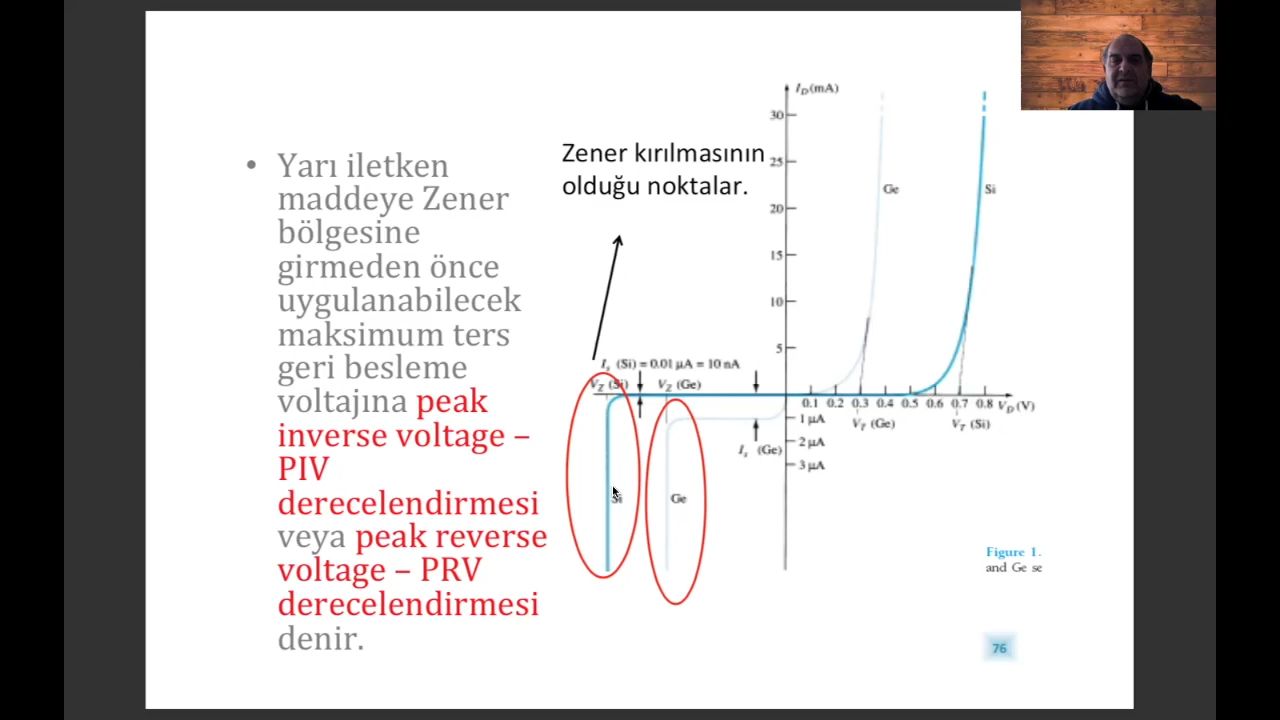 • Yarı iletken
maddeye Zener
bölgesine
girmeden önce
uygulanabilecek
maksimum ters
geri besleme
voltajına peak
inverse voltage –
PIV
derecelendirmesi
veya peak reverse
voltage – PRV
derecelendirmesi
denir.
Zener kırılmasının
olduğu noktalar.
I_D (mA)
30
25
20
15
10
5
Ge
Si
I_s (Si) = 0.01 μA = 10 nA
V_Z (Si)
V_Z (Ge)
0.1 0.2 0.3 0.4 0.5 0.6 0.7 0.8 V_D (V)
V_T (Ge)
V_T (Si)
1 μA
2 μA
3 μA
I_s (Ge)
Si
Ge
Figure 1.
and Ge se
76